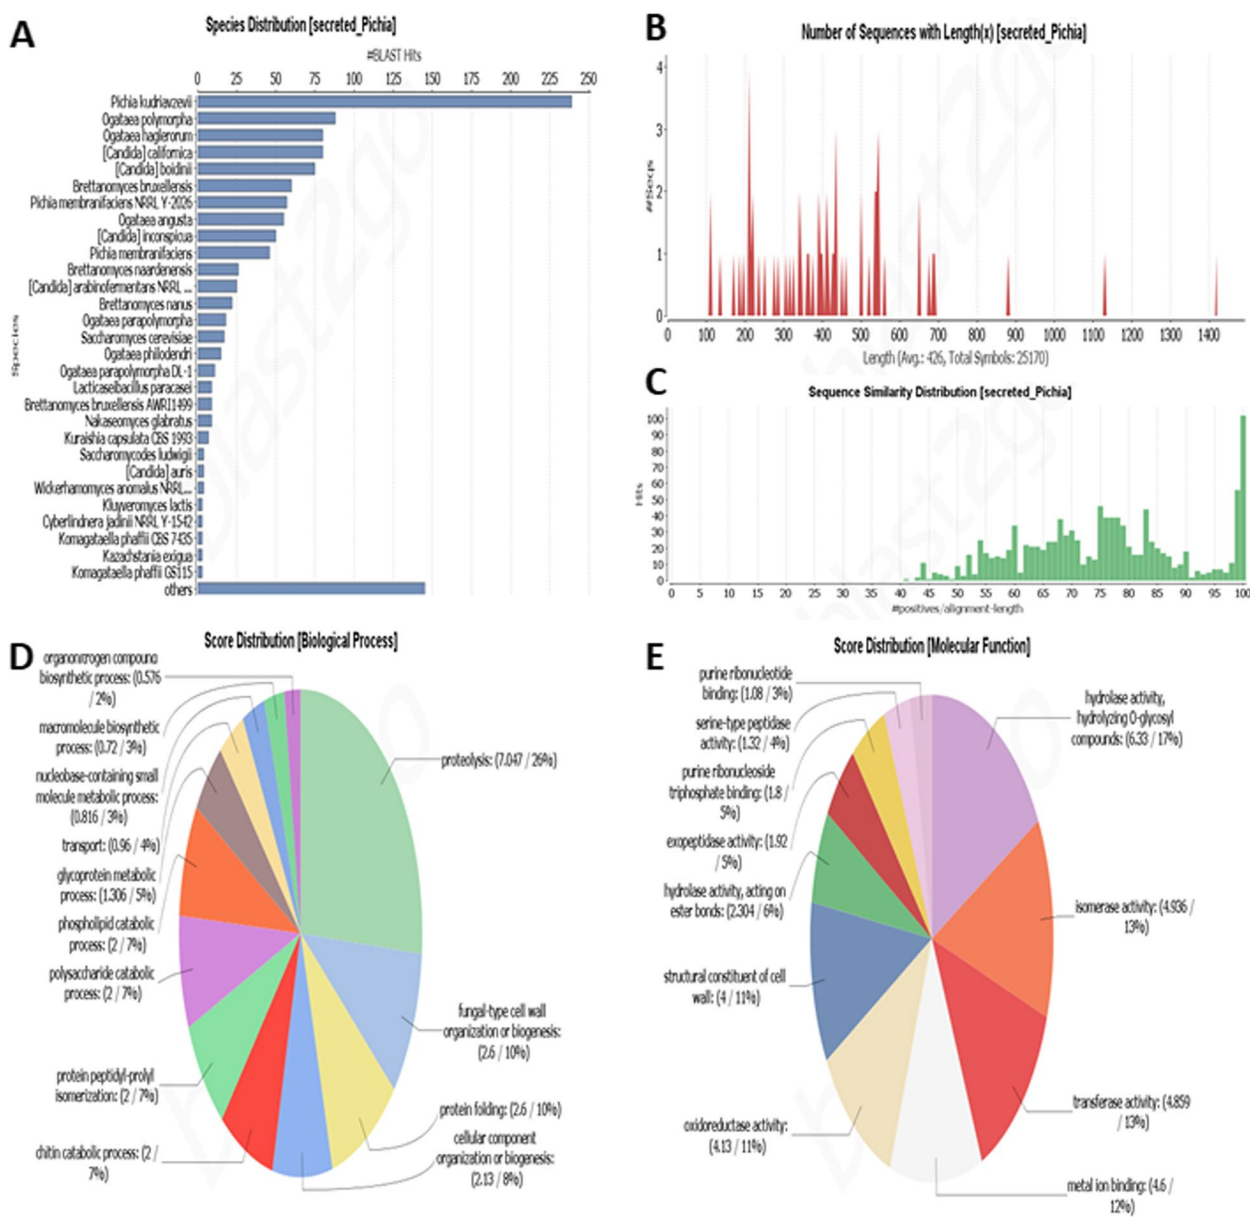 A
Species Distribution [secreted_Pichia]
#BLAST Hits
0 25 50 75 100 125 150 175 200 225 250
Species
Pichia kudriavzevii
Ogataea polymorpha
Ogataea haglerorum
[Candida] californica
[Candida] boidinii
Brettanomyces bruxellensis
Pichia membranifaciens NRRL Y-2026
Ogataea angusta
[Candida] inconspicua
Pichia membranifaciens
Brettanomyces naardenensis
[Candida] arabinofermentans NRRL ...
Brettanomyces nanus
Ogataea parapolymorpha
Saccharomyces cerevisiae
Ogataea philodendri
Ogataea parapolymorpha DL-1
Lacticaseibacillus paracasei
Brettanomyces bruxellensis AWRI1499
Nakaseomyces glabratus
Kuraishia capsulata CBS 1993
Saccharomycodes ludwigii
[Candida] auris
Wickerhamomyces anomalus NRRL...
Kluyveromyces lactis
Cyberlindnera jadinii NRRL Y-1542
Komagataella phaffii CBS 7435
Kazachstania exigua
Komagataella phaffii GS115
others
B
Number of Sequences with Length(x) [secreted_Pichia]
#Seqs
4
3
2
1
0
0 100 200 300 400 500 600 700 800 900 1000 1100 1200 1300 1400
Length (Avg.: 426, Total Symbols: 25170)
C
Sequence Similarity Distribution [secreted_Pichia]
Hits
100
90
80
70
60
50
40
30
20
10
0
0 5 10 15 20 25 30 35 40 45 50 55 60 65 70 75 80 85 90 95 100
#positives/alignment-length
D
Score Distribution [Biological Process]
organonitrogen compound
biosynthetic process: (0.576
/ 2%)
macromolecule biosynthetic
process: (0.72 / 3%)
nucleobase-containing small
molecule metabolic process:
(0.816 / 3%)
transport: (0.96 / 4%)
glycoprotein metabolic
process: (1.306 / 5%)
phospholipid catabolic
process: (2 / 7%)
polysaccharide catabolic
process: (2 / 7%)
protein peptidyl-prolyl
isomerization: (2 / 7%)
chitin catabolic process: (2 /
7%)
proteolysis: (7.047 / 26%)
fungal-type cell wall
organization or biogenesis:
(2.6 / 10%)
protein folding: (2.6 / 10%)
cellular component
organization or biogenesis:
(2.13 / 8%)
E
Score Distribution [Molecular Function]
purine ribonucleotide
binding: (1.08 / 3%)
serine-type peptidase
activity: (1.32 / 4%)
purine ribonucleoside
triphosphate binding: (1.8 /
5%)
exopeptidase activity: (1.92
/ 5%)
hydrolase activity, acting on
ester bonds: (2.304 / 6%)
structural constituent of cell
wall: (4 / 11%)
oxidoreductase activity:
(4.13 / 11%)
hydrolase activity,
hydrolyzing O-glycosyl
compounds: (6.33 / 17%)
isomerase activity: (4.936 /
13%)
transferase activity: (4.859
/ 13%)
metal ion binding: (4.6 /
12%)